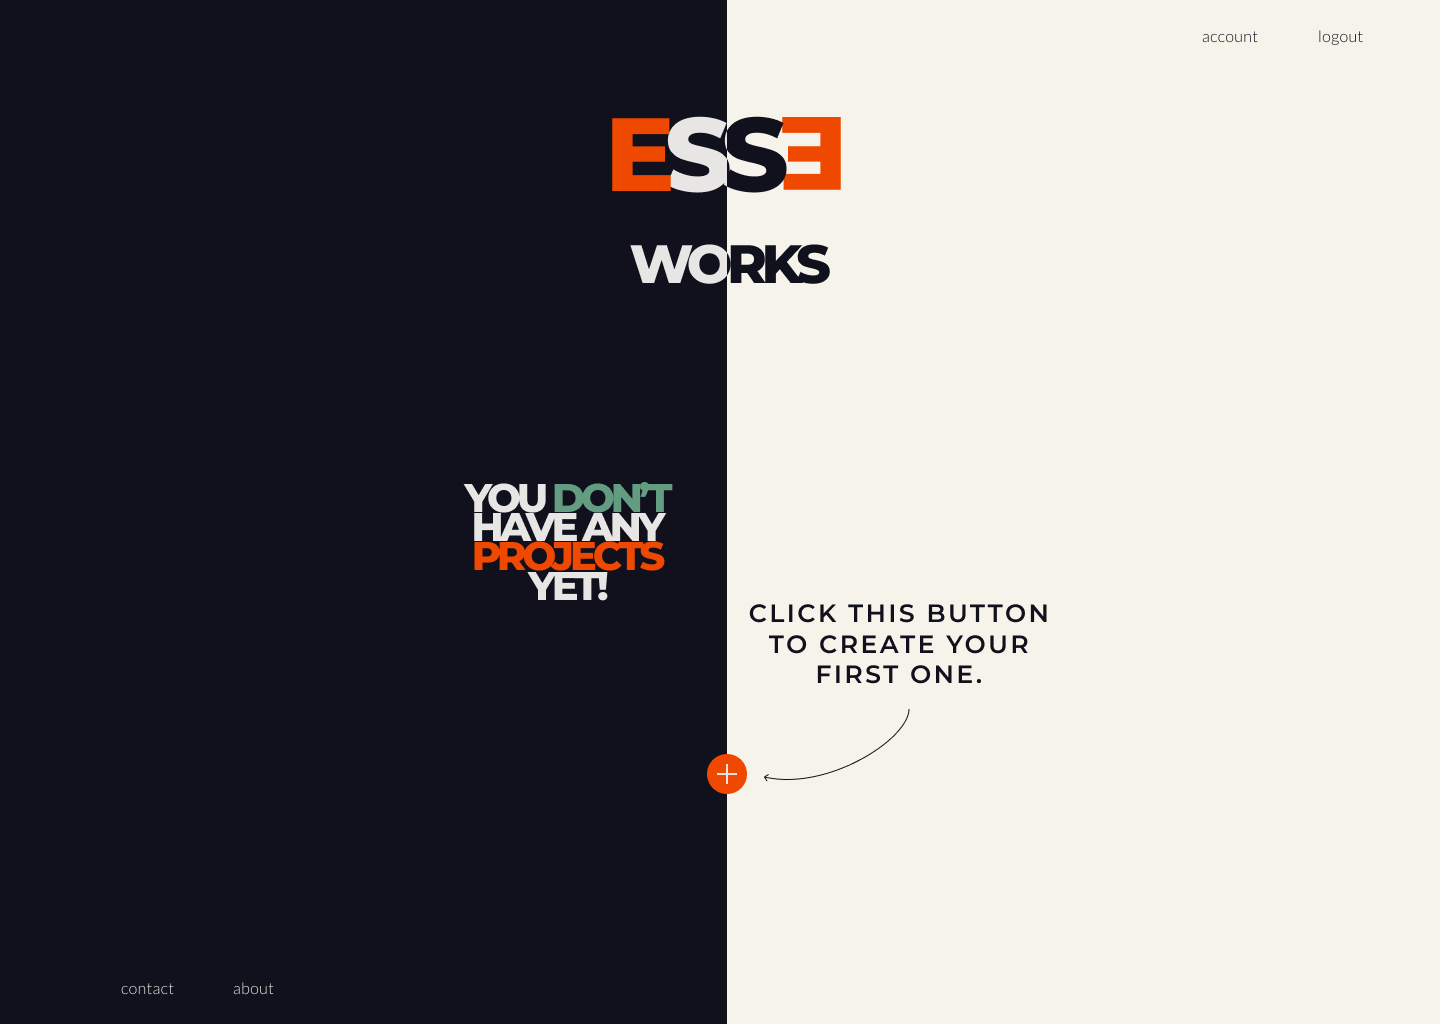 account logout
ESSE
WORKS
YOU DON'T
HAVE ANY
PROJECTS
YET!
CLICK THIS BUTTON
TO CREATE YOUR
FIRST ONE.
contact about